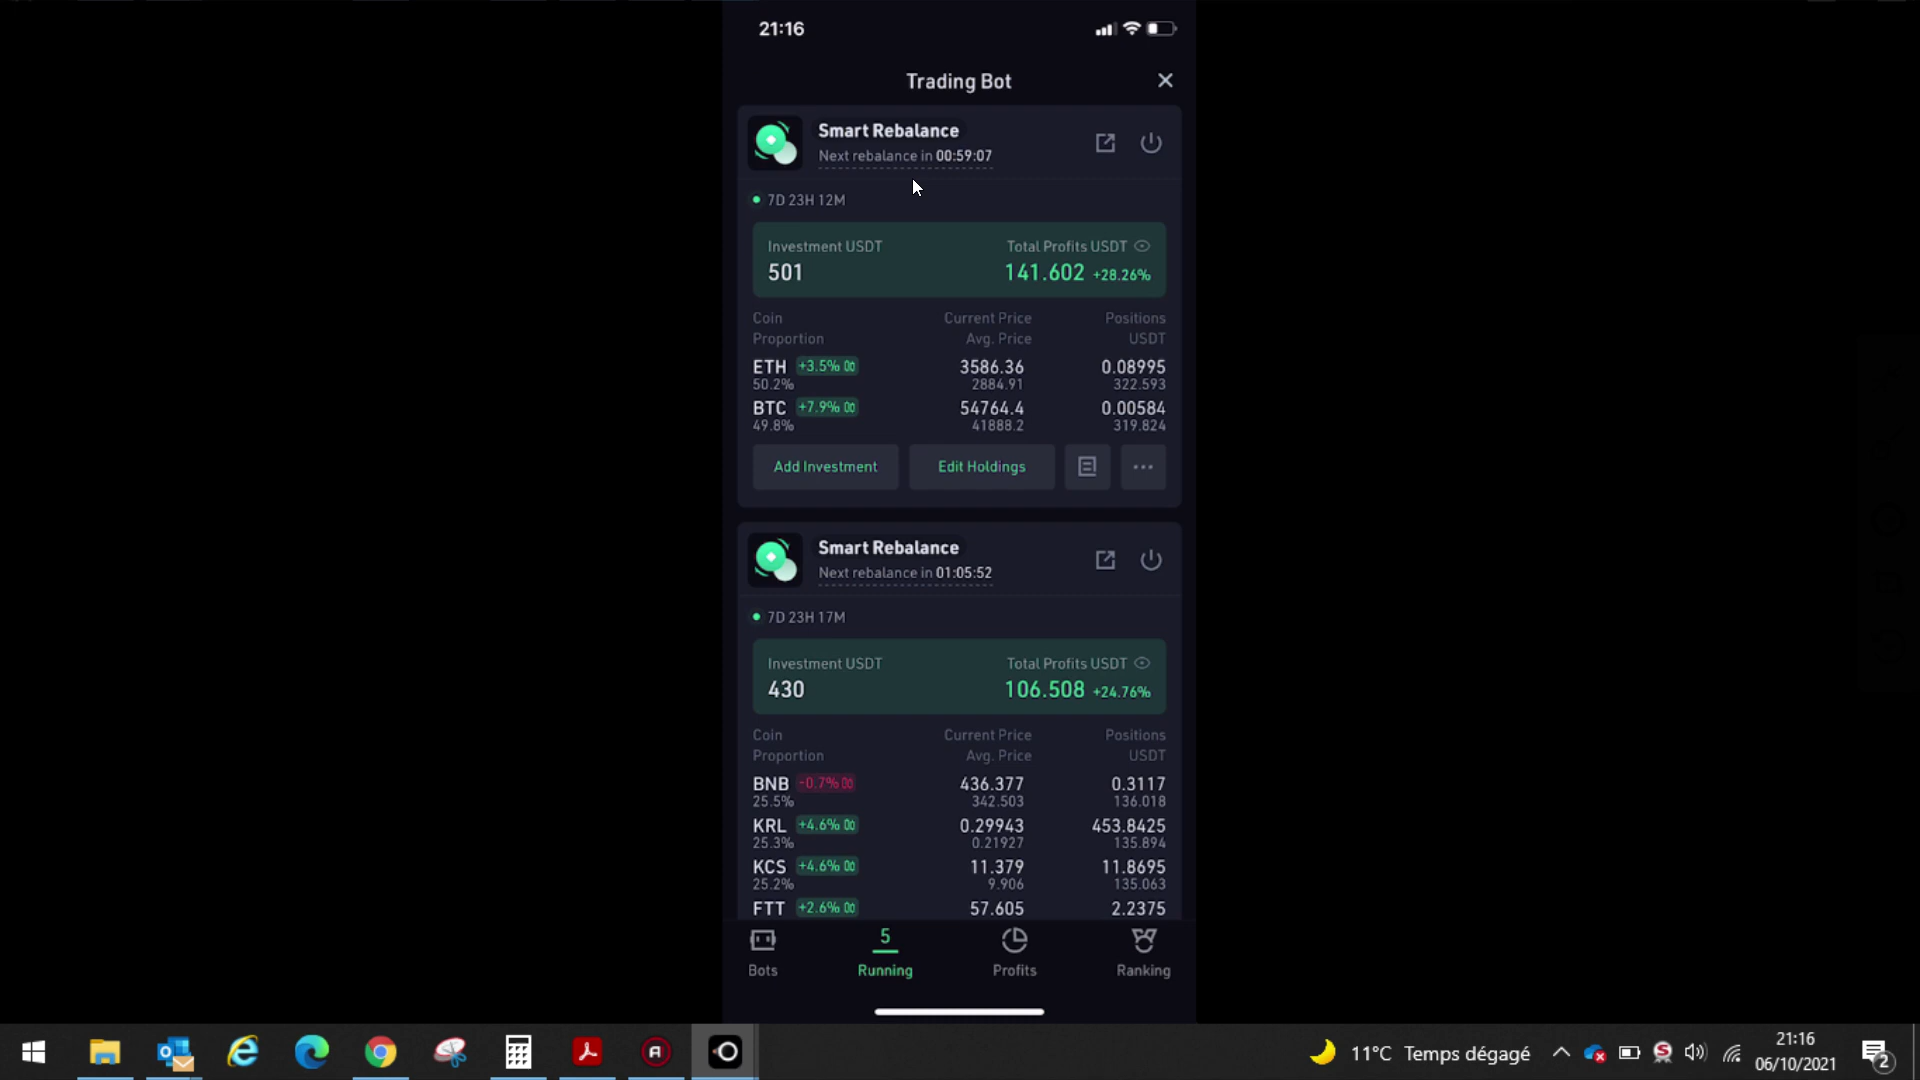 21:16
Trading Bot
Smart Rebalance
Next rebalance in 00:59:07
7D 23H 12M
Investment USDT Total Profits USDT
501 141.602 +28.26%
Coin Current Price Positions
Proportion Avg. Price USDT
ETH +3.5% 3586.36 0.08995
50.2% 2884.91 322.593
BTC +7.9% 54764.4 0.00584
49.8% 41888.2 319.824
Add Investment Edit Holdings
Smart Rebalance
Next rebalance in 01:05:52
7D 23H 17M
Investment USDT Total Profits USDT
430 106.508 +24.76%
Coin Current Price Positions
Proportion Avg. Price USDT
BNB -0.7% 436.377 0.3117
25.5% 342.503 136.018
KRL +4.6% 0.29943 453.8425
25.3% 0.21927 135.894
KCS +4.6% 11.379 11.8695
25.2% 9.906 135.063
FTT +2.6% 57.605 2.2375
5
Bots Running Profits Ranking
11°C Temps dégagé
21:16
06/10/2021
2